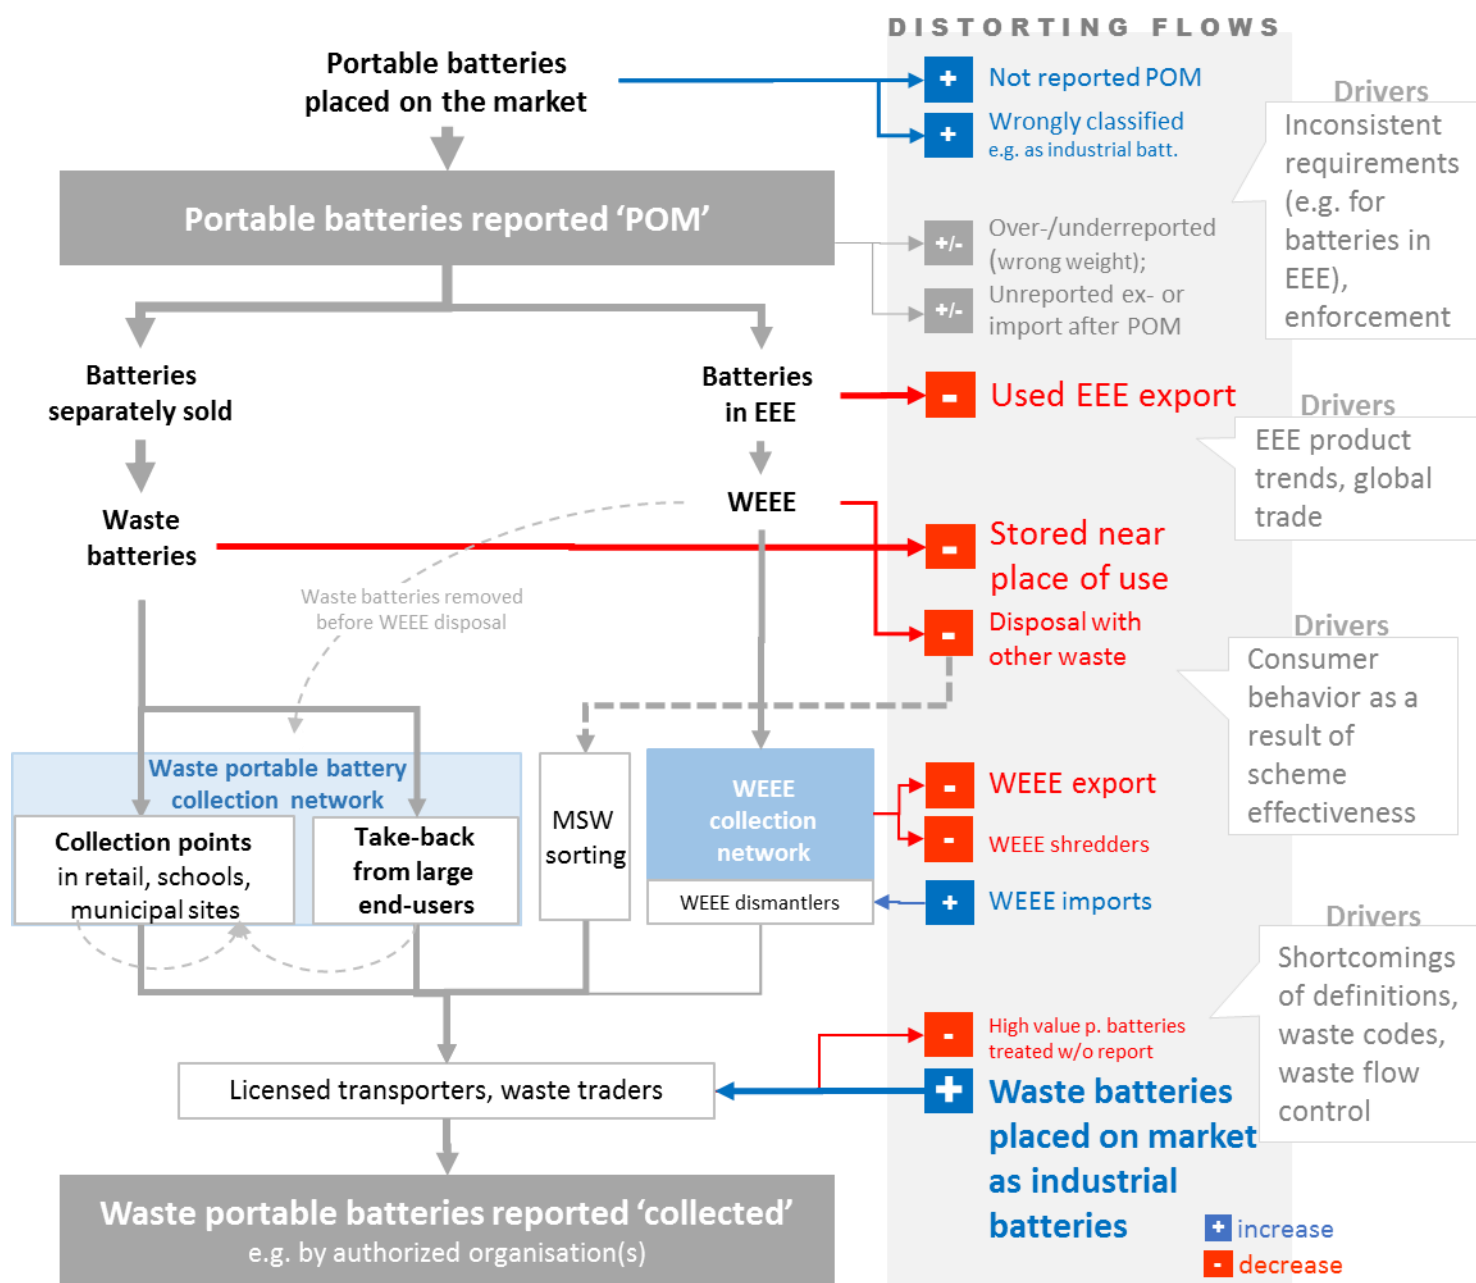 DISTORTING FLOWS
Portable batteries
placed on the market
+
Not reported POM
+
Wrongly classified
e.g. as industrial batt.
Drivers
Inconsistent
requirements
(e.g. for
batteries in
EEE),
enforcement
Portable batteries reported ‘POM’
+/-
Over-/underreported
(wrong weight);
+/-
Unreported ex- or
import after POM
Batteries
separately sold
Batteries
in EEE
-
Used EEE export
Drivers
EEE product
trends, global
trade
Waste
batteries
WEEE
-
Stored near
place of use
Waste batteries removed
before WEEE disposal
-
Disposal with
other waste
Drivers
Consumer
behavior as a
result of
scheme
effectiveness
Waste portable battery
collection network
Collection points
in retail, schools,
municipal sites
Take-back
from large
end-users
MSW
sorting
WEEE
collection
network
WEEE dismantlers
-
WEEE export
-
WEEE shredders
+
WEEE imports
Drivers
Shortcomings
of definitions,
waste codes,
waste flow
control
-
High value p. batteries
treated w/o report
Licensed transporters, waste traders
+
Waste batteries
placed on market
as industrial
batteries
Waste portable batteries reported ‘collected’
e.g. by authorized organisation(s)
+ increase
- decrease